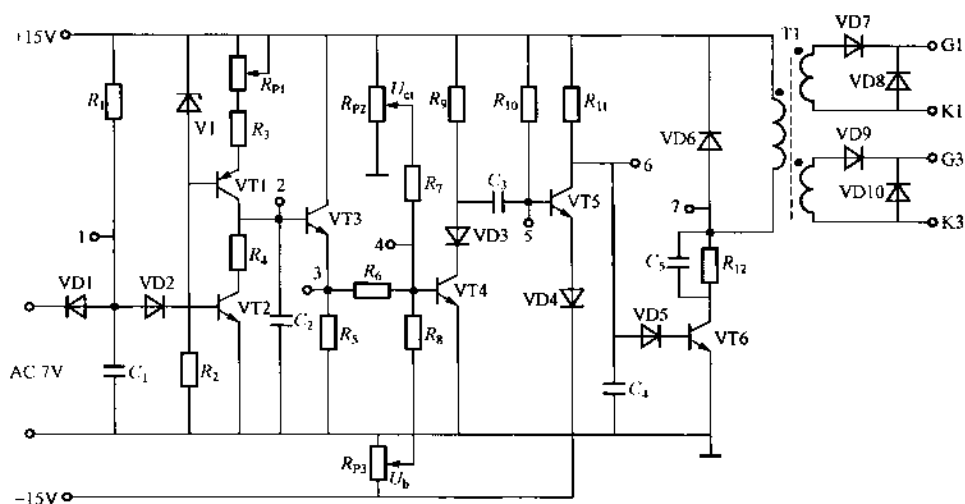 +15V
T1
VD7
G1
R1
RP1
RP2
Uct
R9
R10
R11
VD8
V1
VD6
K1
R3
VD9
G3
6
R7
C3
VT1
2
VT5
7
VD10
VT3
5
1
4
VD3
K3
R4
3
C5
R12
VD1
VD2
R6
VD4
VT4
VD5
VT2
C2
R5
R8
VT6
AC 7V
C1
R2
C4
RP3
Ub
-15V